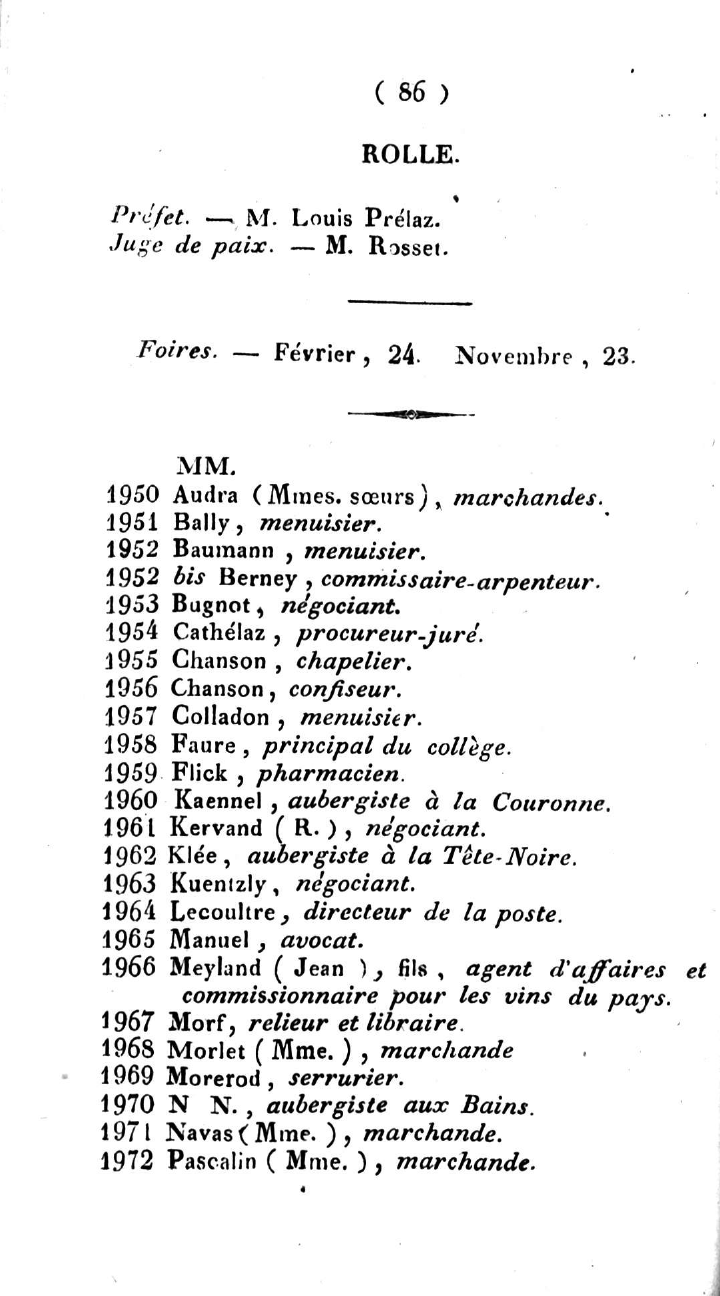 ( 86 )
ROLLE.
Préfet. — M. Louis Prélaz.
Juge de paix. — M. Rosset.
Foires. — Février, 24. Novembre, 23.
MM.
1950 Audra (Mmes. sœurs), marchandes.
1951 Bally, menuisier.
1952 Baumann, menuisier.
1952 bis Berney, commissaire-arpenteur.
1953 Bugnot, négociant.
1954 Cathélaz, procureur-juré.
1955 Chanson, chapelier.
1956 Chanson, confiseur.
1957 Colladon, menuisier.
1958 Faure, principal du collège.
1959 Flick, pharmacien.
1960 Kaennel, aubergiste à la Couronne.
1961 Kervand ( R. ), négociant.
1962 Klée, aubergiste à la Tête-Noire.
1963 Kuentzly, négociant.
1964 Lecoultre, directeur de la poste.
1965 Manuel, avocat.
1966 Meyland ( Jean ), fils, agent d'affaires et
commissionnaire pour les vins du pays.
1967 Morf, relieur et libraire.
1968 Morlet ( Mme. ), marchande
1969 Morerod, serrurier.
1970 N N., aubergiste aux Bains.
1971 Navas (Mme. ), marchande.
1972 Pascalin ( Mme. ), marchande.